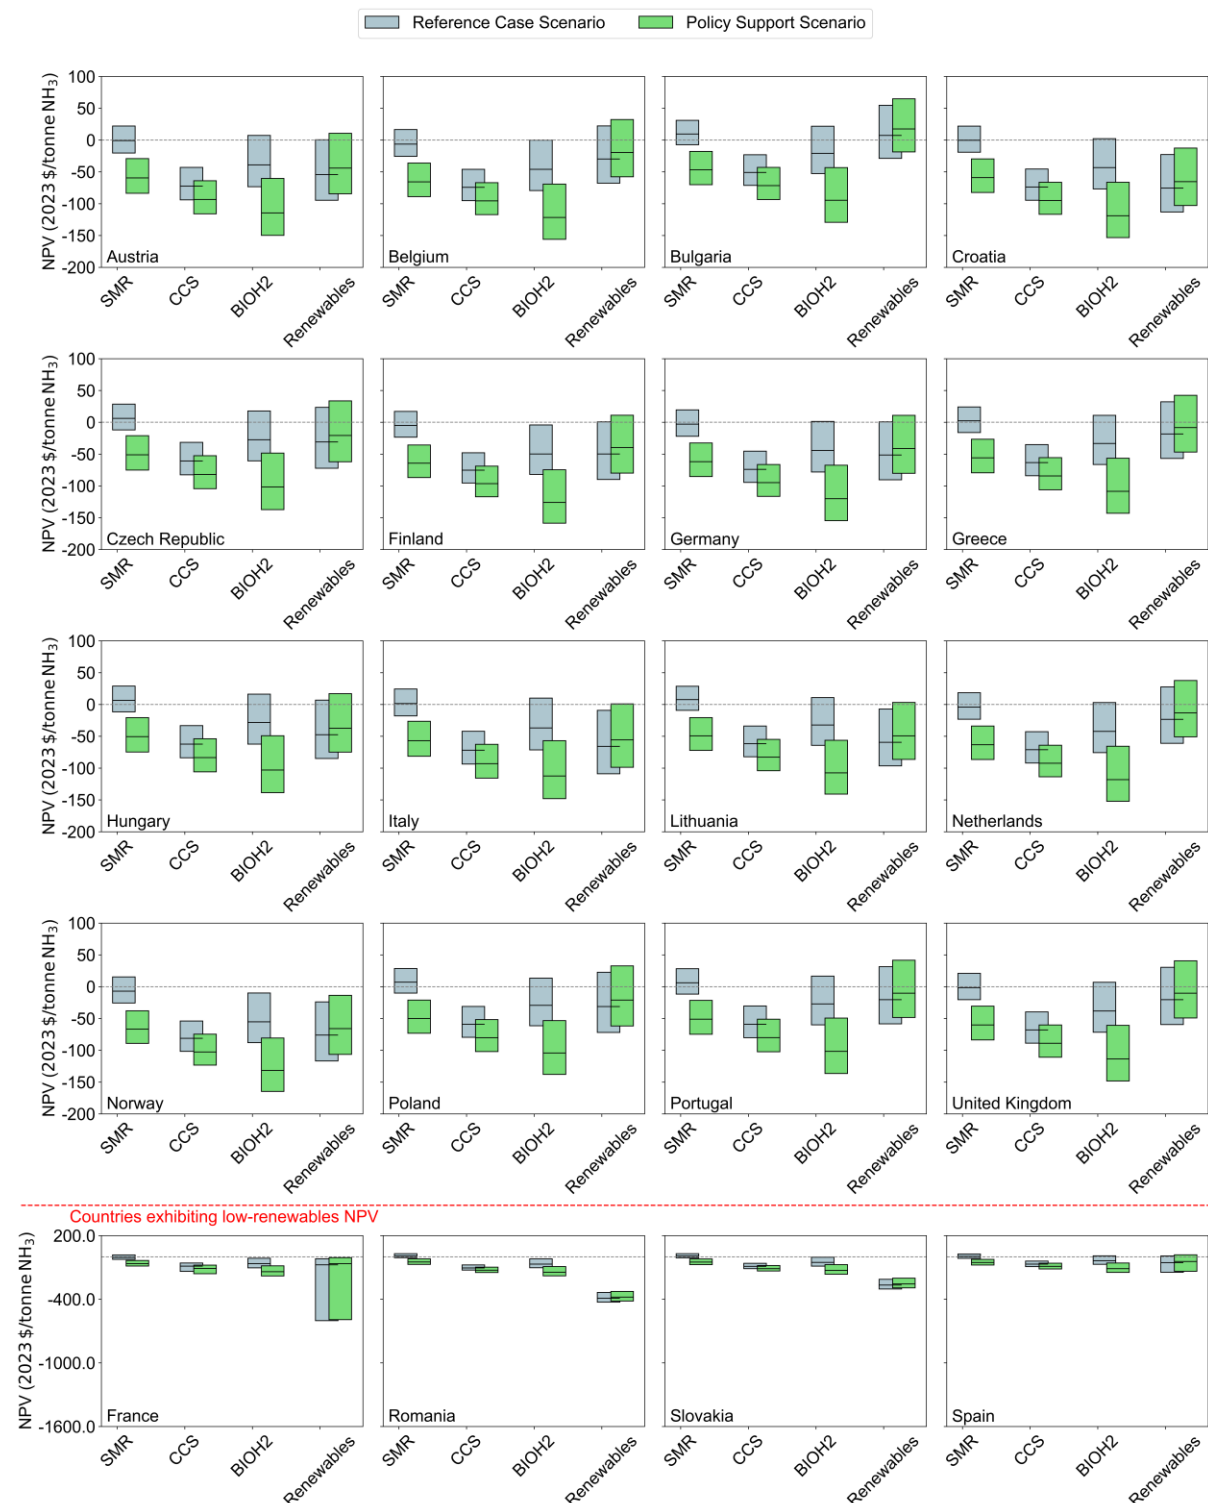 Reference Case Scenario Policy Support Scenario
NPV (2023 $/tonne NH₃)
100
50
0
-50
-100
-150
-200
Austria
Belgium
Bulgaria
Croatia
SMR CCS BIOH2 Renewables
SMR CCS BIOH2 Renewables
SMR CCS BIOH2 Renewables
SMR CCS BIOH2 Renewables
NPV (2023 $/tonne NH₃)
100
50
0
-50
-100
-150
-200
Czech Republic
Finland
Germany
Greece
SMR CCS BIOH2 Renewables
SMR CCS BIOH2 Renewables
SMR CCS BIOH2 Renewables
SMR CCS BIOH2 Renewables
NPV (2023 $/tonne NH₃)
100
50
0
-50
-100
-150
-200
Hungary
Italy
Lithuania
Netherlands
SMR CCS BIOH2 Renewables
SMR CCS BIOH2 Renewables
SMR CCS BIOH2 Renewables
SMR CCS BIOH2 Renewables
NPV (2023 $/tonne NH₃)
100
50
0
-50
-100
-150
-200
Norway
Poland
Portugal
United Kingdom
SMR CCS BIOH2 Renewables
SMR CCS BIOH2 Renewables
SMR CCS BIOH2 Renewables
SMR CCS BIOH2 Renewables
Countries exhibiting low-renewables NPV
NPV (2023 $/tonne NH₃)
200.0
-400.0
-1000.0
-1600.0
France
Romania
Slovakia
Spain
SMR CCS BIOH2 Renewables
SMR CCS BIOH2 Renewables
SMR CCS BIOH2 Renewables
SMR CCS BIOH2 Renewables